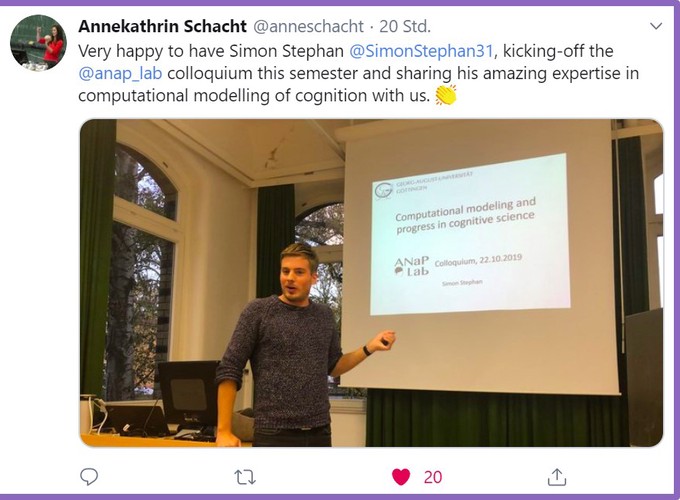 Annekathrin Schacht @anneschacht · 20 Std.
Very happy to have Simon Stephan @SimonStephan31, kicking-off the
@anap_lab colloquium this semester and sharing his amazing expertise in
computational modelling of cognition with us. 👏
GEORG-AUGUST-UNIVERSITÄT
GÖTTINGEN
Computational modeling and
progress in cognitive science
ANaP
Lab
Colloquium, 22.10.2019
Simon Stephan
20